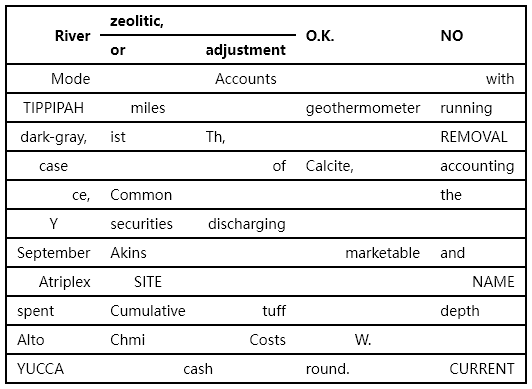 River zeolitic, O.K. NO
or adjustment
Mode Accounts with
TIPPIPAH miles geothermometer running
dark-gray, ist Th, REMOVAL
case of Calcite, accounting
ce, Common the
Y securities discharging
September Akins marketable and
Atriplex SITE NAME
spent Cumulative tuff depth
Alto Chmi Costs W.
YUCCA cash round. CURRENT